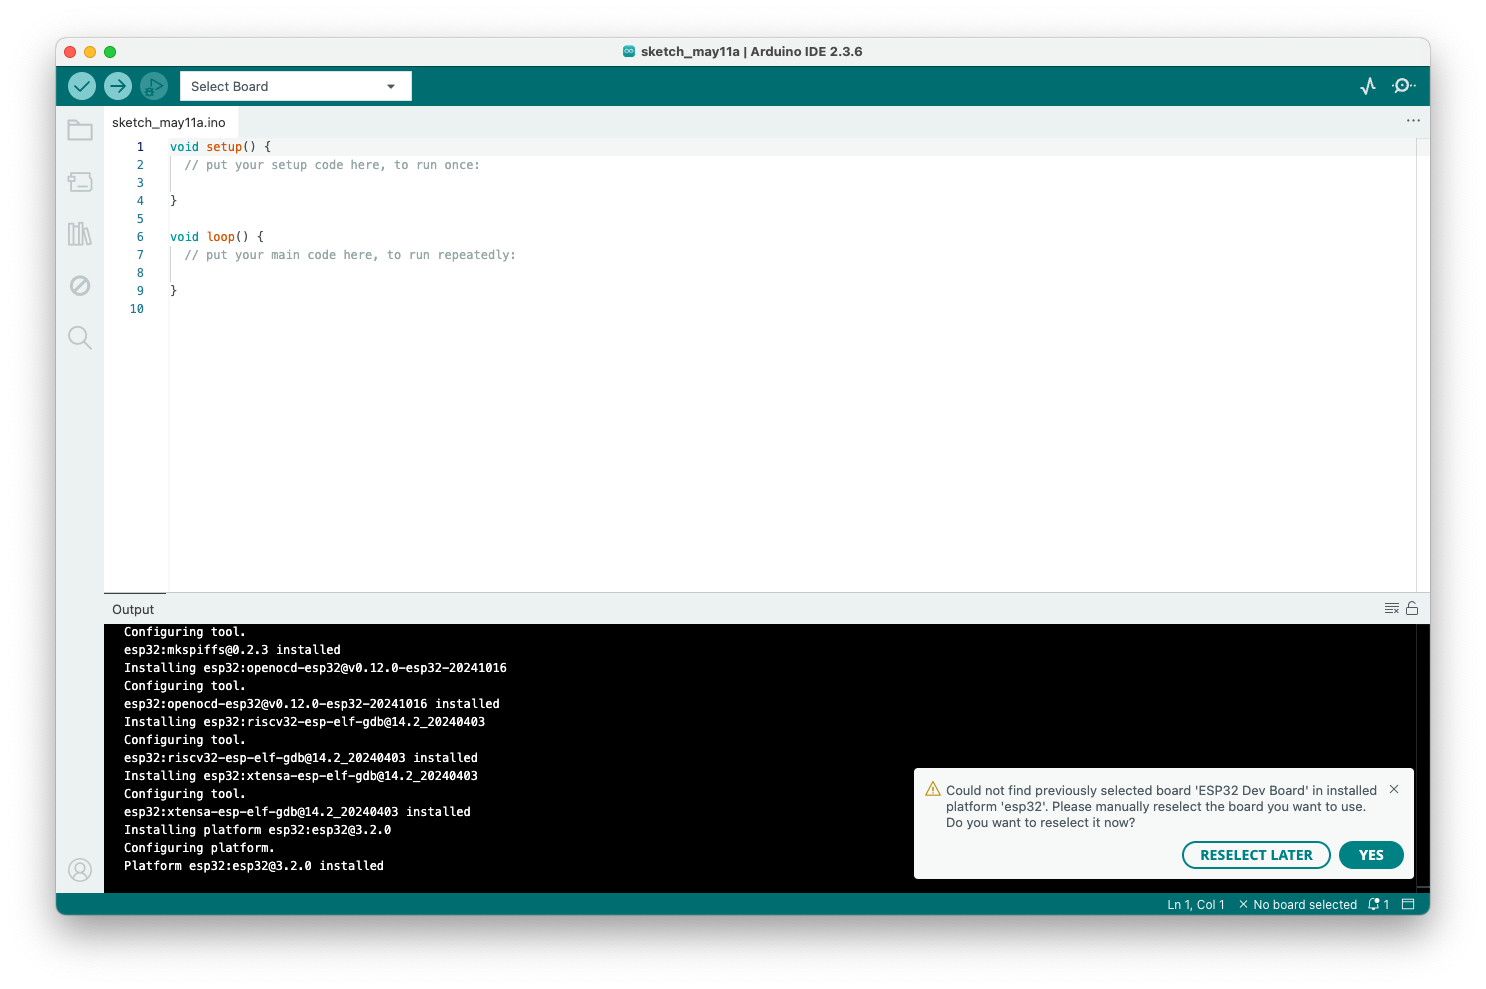 sketch_may11a | Arduino IDE 2.3.6
Select Board
sketch_may11a.ino
1 void setup() {
2 // put your setup code here, to run once:
3
4 }
5
6 void loop() {
7 // put your main code here, to run repeatedly:
8
9 }
10
Output
Configuring tool.
esp32:mkspiffs@0.2.3 installed
Installing esp32:openocd-esp32@v0.12.0-esp32-20241016
Configuring tool.
esp32:openocd-esp32@v0.12.0-esp32-20241016 installed
Installing esp32:riscv32-esp-elf-gdb@14.2_20240403
Configuring tool.
esp32:riscv32-esp-elf-gdb@14.2_20240403 installed
Installing esp32:xtensa-esp-elf-gdb@14.2_20240403
Configuring tool.
esp32:xtensa-esp-elf-gdb@14.2_20240403 installed
Installing platform esp32:esp32@3.2.0
Configuring platform.
Platform esp32:esp32@3.2.0 installed
Could not find previously selected board 'ESP32 Dev Board' in installed
platform 'esp32'. Please manually reselect the board you want to use.
Do you want to reselect it now?
RESELECT LATER YES
Ln 1, Col 1 No board selected 1